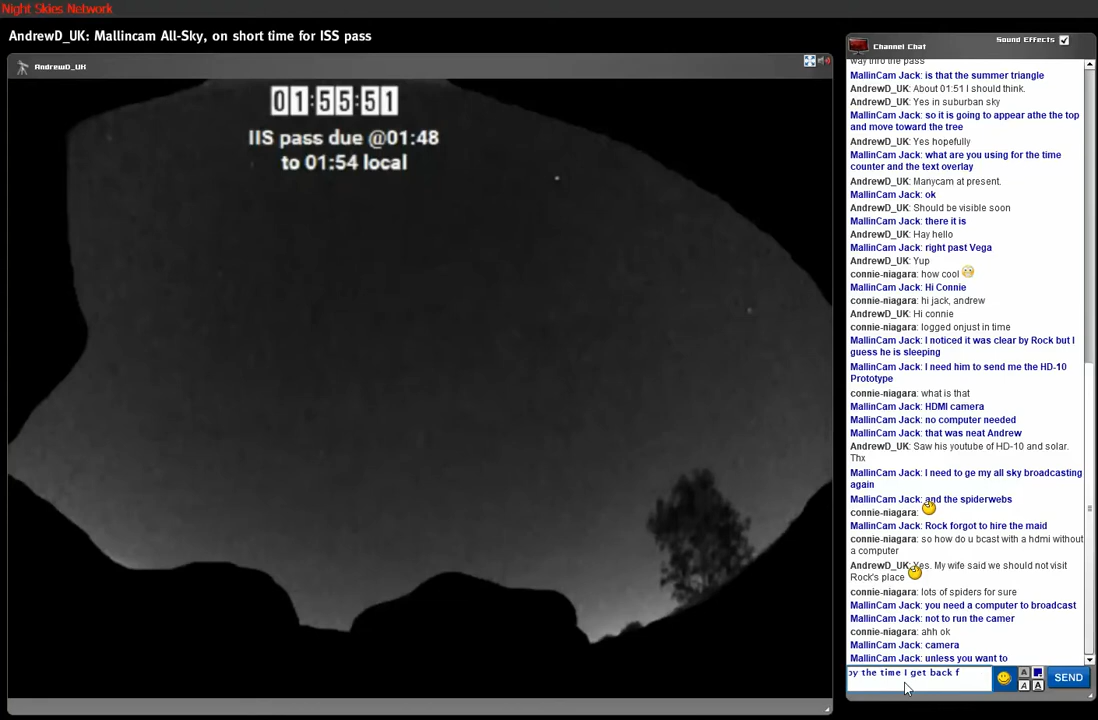 Night Skies Network
AndrewD_UK: Mallincam All-Sky, on short time for ISS pass
AndrewD_UK
01:55:51
IIS pass due @01:48
to 01:54 local
Channel Chat
Sound Effects
way into the pass
MallinCam Jack: is that the summer triangle
AndrewD_UK: About 01:51 I should think.
AndrewD_UK: Yes in suburban sky
MallinCam Jack: so it is going to appear athe the top
and move toward the tree
AndrewD_UK: Yes hopefully
MallinCam Jack: what are you using for the time
counter and the text overlay
AndrewD_UK: Manycam at present.
MallinCam Jack: ok
AndrewD_UK: Should be visible soon
MallinCam Jack: there it is
AndrewD_UK: Hay hello
MallinCam Jack: right past Vega
AndrewD_UK: Yup
connie-niagara: how cool
MallinCam Jack: Hi Connie
connie-niagara: hi jack, andrew
AndrewD_UK: Hi connie
connie-niagara: logged onjust in time
MallinCam Jack: I noticed it was clear by Rock but I
guess he is sleeping
MallinCam Jack: I need him to send me the HD-10
Prototype
connie-niagara: what is that
MallinCam Jack: HDMI camera
MallinCam Jack: no computer needed
MallinCam Jack: that was neat Andrew
AndrewD_UK: Saw his youtube of HD-10 and solar.
Thx
MallinCam Jack: I need to ge my all sky broadcasting
again
MallinCam Jack: and the spiderwebs
connie-niagara:
MallinCam Jack: Rock forgot to hire the maid
connie-niagara: so how do u bcast with a hdmi without
a computer
AndrewD_UK: Yes. My wife said we should not visit
Rock's place
connie-niagara: lots of spiders for sure
MallinCam Jack: you need a computer to broadcast
MallinCam Jack: not to run the camer
connie-niagara: ahh ok
MallinCam Jack: camera
MallinCam Jack: unless you want to
by the time I get back f
A
A A
SEND